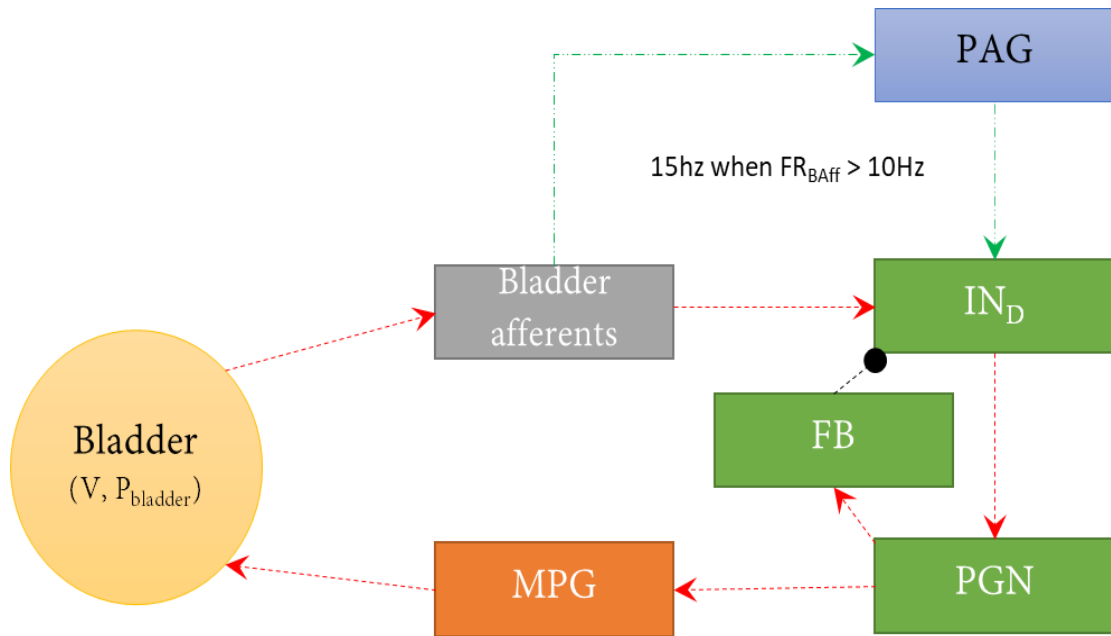 PAG
15hz when FR_BAff > 10Hz
Bladder
afferents
IN_D
Bladder
(V, P_bladder)
FB
MPG
PGN